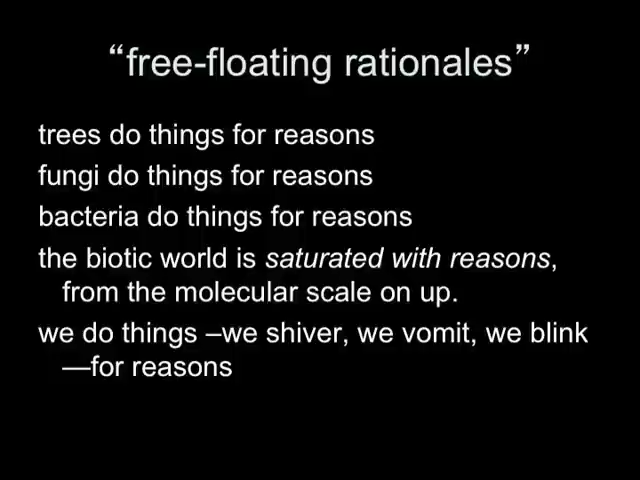 “free-floating rationales”
trees do things for reasons
fungi do things for reasons
bacteria do things for reasons
the biotic world is saturated with reasons,
from the molecular scale on up.
we do things –we shiver, we vomit, we blink
—for reasons